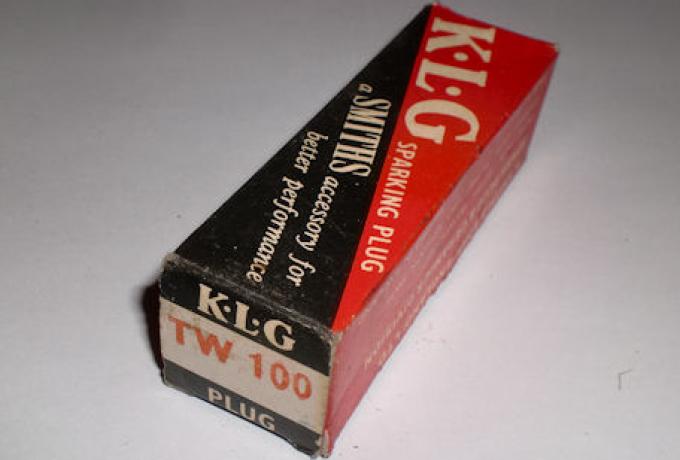 K·L·G
SPARKING PLUG
a SMITHS accessory for
better performance
K·L·G
TW 100
PLUG